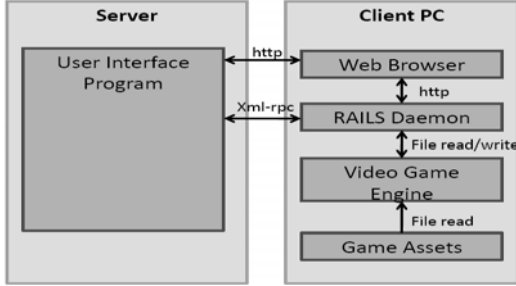 Server
User Interface
Program
http
Xml-rpc
Client PC
Web Browser
http
RAILS Daemon
File read/write
Video Game
Engine
File read
Game Assets